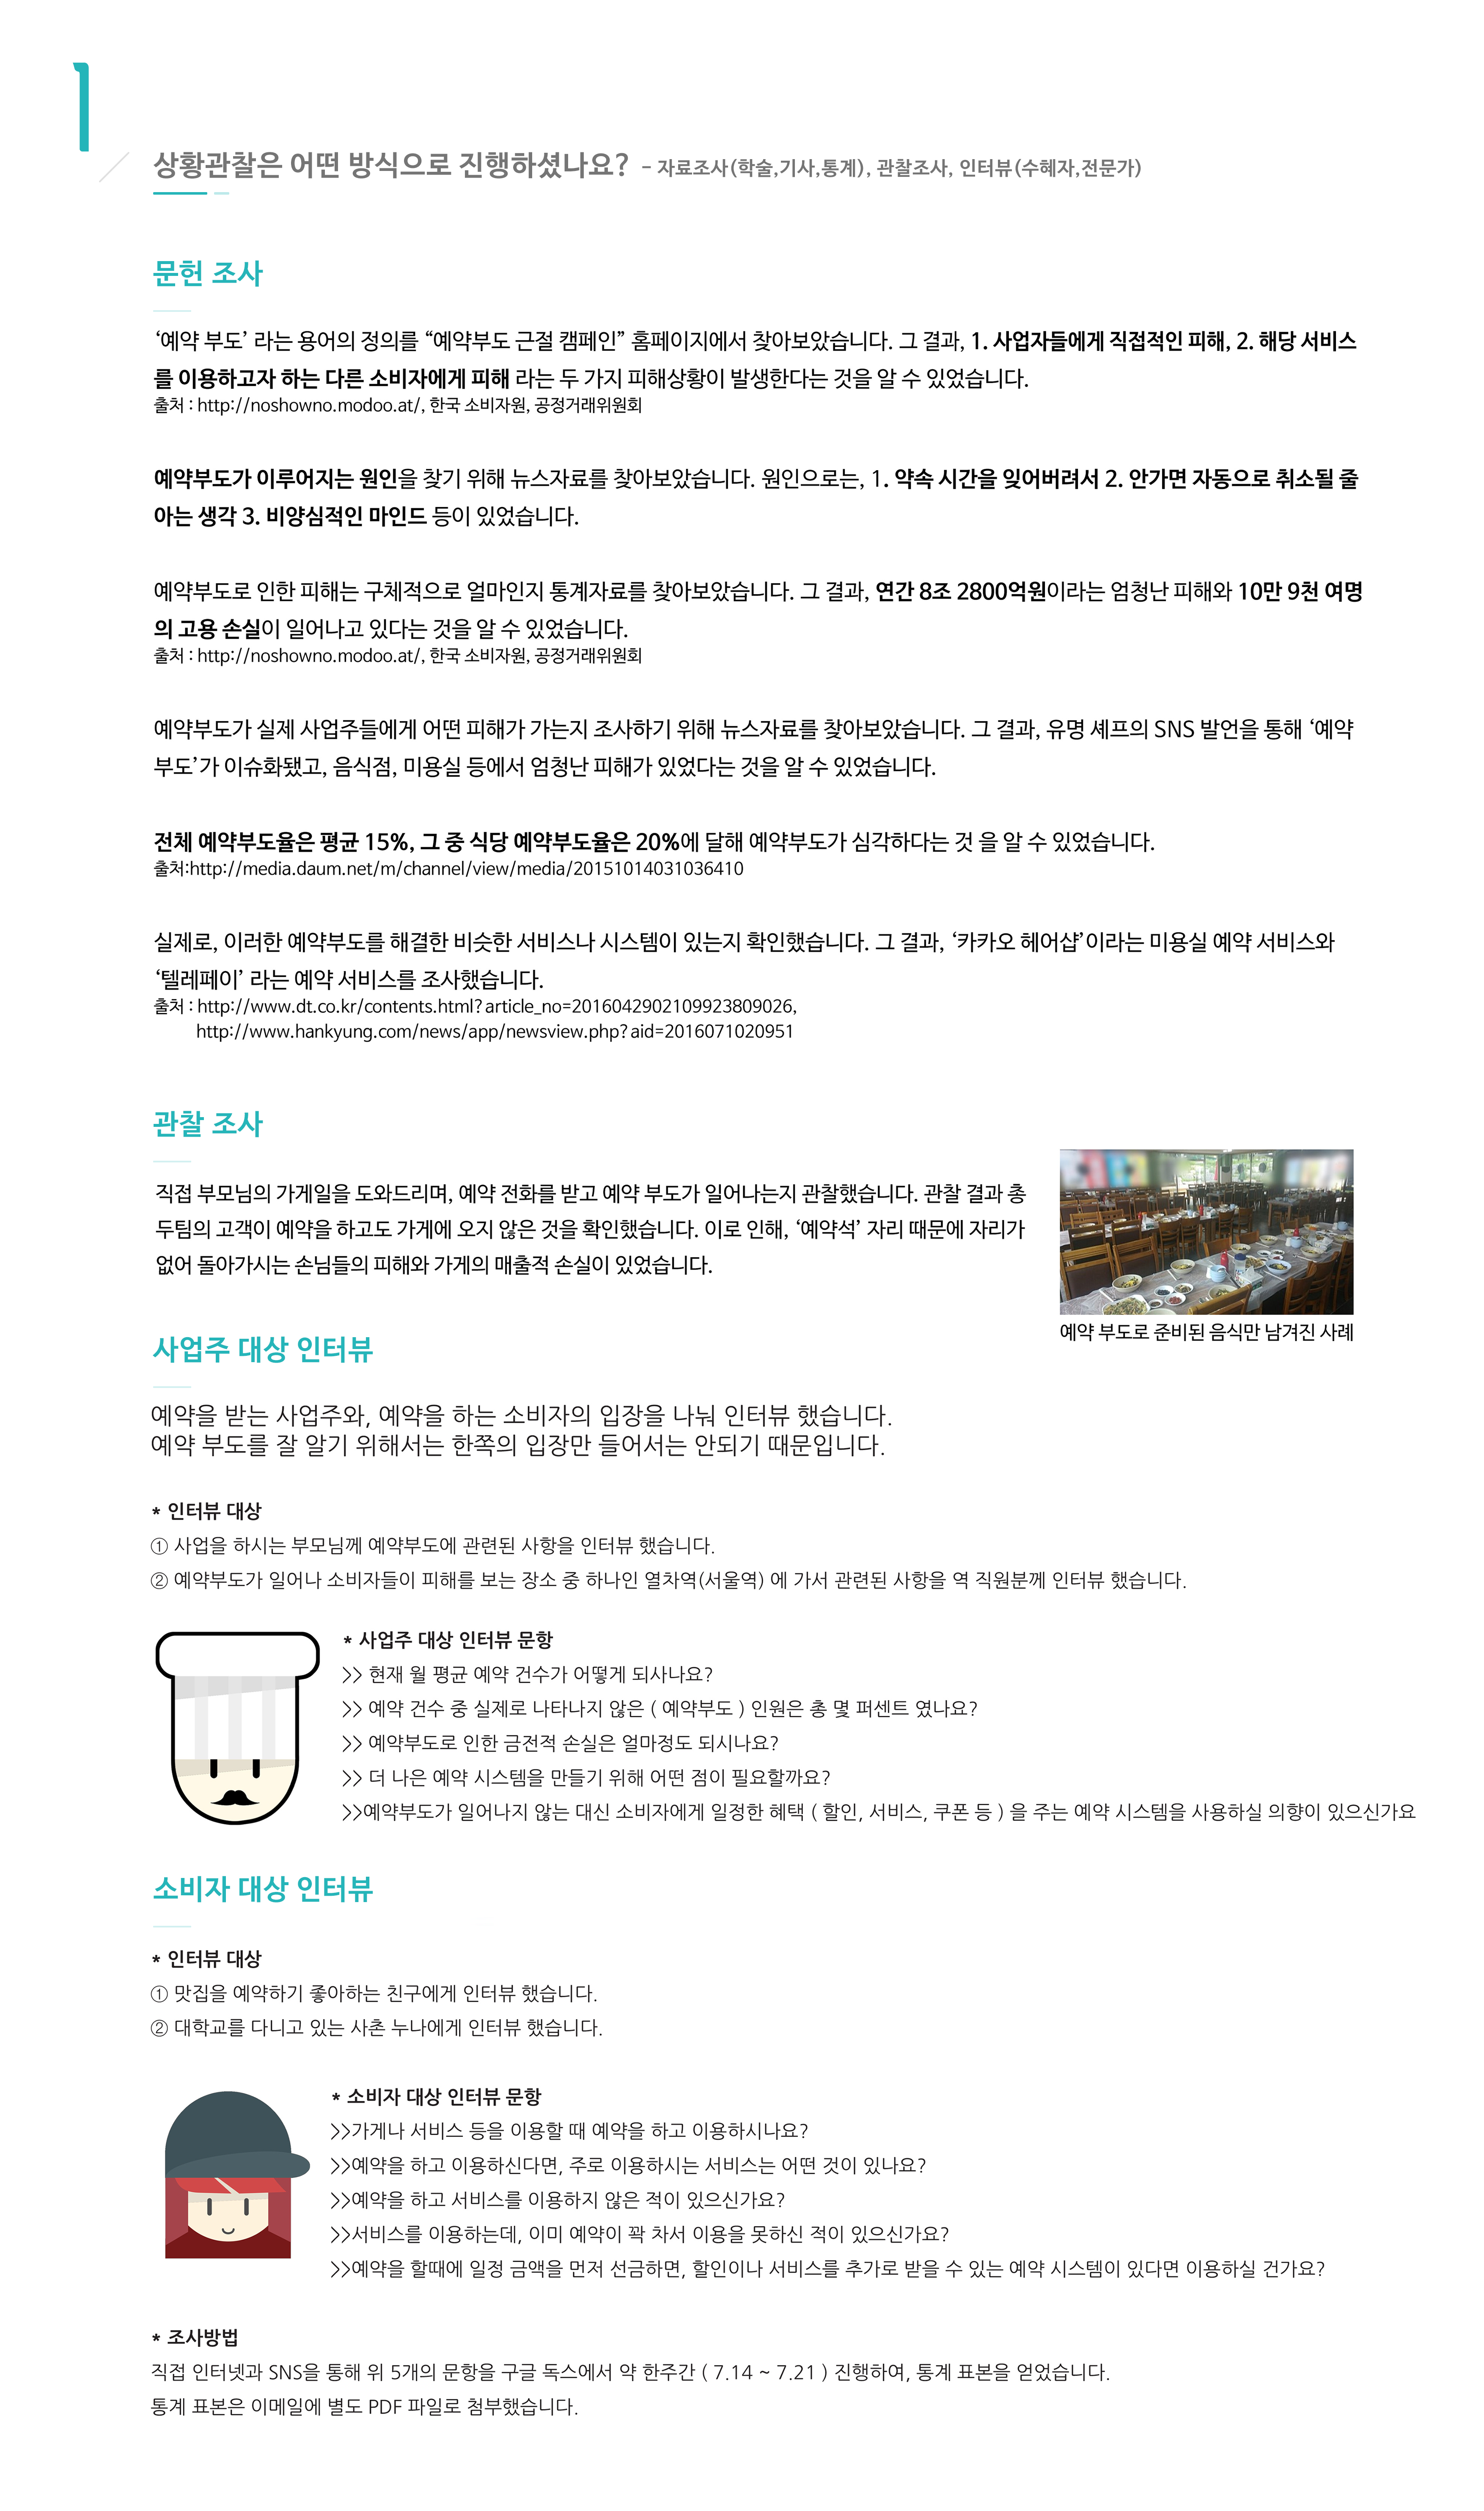 1
상황관찰은 어떤 방식으로 진행하셨나요? - 자료조사(학술,기사,통계), 관찰조사, 인터뷰(수혜자,전문가)
문헌 조사
‘예약 부도’ 라는 용어의 정의를 “예약부도 근절 캠페인” 홈페이지에서 찾아보았습니다. 그 결과, 1. 사업자들에게 직접적인 피해, 2. 해당 서비스
를 이용하고자 하는 다른 소비자에게 피해 라는 두 가지 피해상황이 발생한다는 것을 알 수 있었습니다.
출처 : http://noshowno.modoo.at/, 한국 소비자원, 공정거래위원회
예약부도가 이루어지는 원인을 찾기 위해 뉴스자료를 찾아보았습니다. 원인으로는, 1. 약속 시간을 잊어버려서 2. 안가면 자동으로 취소될 줄
아는 생각 3. 비양심적인 마인드 등이 있었습니다.
예약부도로 인한 피해는 구체적으로 얼마인지 통계자료를 찾아보았습니다. 그 결과, 연간 8조 2800억원이라는 엄청난 피해와 10만 9천 여명
의 고용 손실이 일어나고 있다는 것을 알 수 있었습니다.
출처 : http://noshowno.modoo.at/, 한국 소비자원, 공정거래위원회
예약부도가 실제 사업주들에게 어떤 피해가 가는지 조사하기 위해 뉴스자료를 찾아보았습니다. 그 결과, 유명 셰프의 SNS 발언을 통해 ‘예약
부도’가 이슈화됐고, 음식점, 미용실 등에서 엄청난 피해가 있었다는 것을 알 수 있었습니다.
전체 예약부도율은 평균 15%, 그 중 식당 예약부도율은 20%에 달해 예약부도가 심각하다는 것 을 알 수 있었습니다.
출처:http://media.daum.net/m/channel/view/media/20151014031036410
실제로, 이러한 예약부도를 해결한 비슷한 서비스나 시스템이 있는지 확인했습니다. 그 결과, ‘카카오 헤어샵’이라는 미용실 예약 서비스와
‘텔레페이’ 라는 예약 서비스를 조사했습니다.
출처 : http://www.dt.co.kr/contents.html?article_no=2016042902109923809026,
http://www.hankyung.com/news/app/newsview.php?aid=2016071020951
관찰 조사
직접 부모님의 가게일을 도와드리며, 예약 전화를 받고 예약 부도가 일어나는지 관찰했습니다. 관찰 결과 총
두팀의 고객이 예약을 하고도 가게에 오지 않은 것을 확인했습니다. 이로 인해, ‘예약석’ 자리 때문에 자리가
없어 돌아가시는 손님들의 피해와 가게의 매출적 손실이 있었습니다.
예약 부도로 준비된 음식만 남겨진 사례
사업주 대상 인터뷰
예약을 받는 사업주와, 예약을 하는 소비자의 입장을 나눠 인터뷰 했습니다.
예약 부도를 잘 알기 위해서는 한쪽의 입장만 들어서는 안되기 때문입니다.
* 인터뷰 대상
① 사업을 하시는 부모님께 예약부도에 관련된 사항을 인터뷰 했습니다.
② 예약부도가 일어나 소비자들이 피해를 보는 장소 중 하나인 열차역(서울역) 에 가서 관련된 사항을 역 직원분께 인터뷰 했습니다.
* 사업주 대상 인터뷰 문항
>> 현재 월 평균 예약 건수가 어떻게 되사나요?
>> 예약 건수 중 실제로 나타나지 않은 ( 예약부도 ) 인원은 총 몇 퍼센트 였나요?
>> 예약부도로 인한 금전적 손실은 얼마정도 되시나요?
>> 더 나은 예약 시스템을 만들기 위해 어떤 점이 필요할까요?
>>예약부도가 일어나지 않는 대신 소비자에게 일정한 혜택 ( 할인, 서비스, 쿠폰 등 ) 을 주는 예약 시스템을 사용하실 의향이 있으신가요
소비자 대상 인터뷰
* 인터뷰 대상
① 맛집을 예약하기 좋아하는 친구에게 인터뷰 했습니다.
② 대학교를 다니고 있는 사촌 누나에게 인터뷰 했습니다.
* 소비자 대상 인터뷰 문항
>>가게나 서비스 등을 이용할 때 예약을 하고 이용하시나요?
>>예약을 하고 이용하신다면, 주로 이용하시는 서비스는 어떤 것이 있나요?
>>예약을 하고 서비스를 이용하지 않은 적이 있으신가요?
>>서비스를 이용하는데, 이미 예약이 꽉 차서 이용을 못하신 적이 있으신가요?
>>예약을 할때에 일정 금액을 먼저 선금하면, 할인이나 서비스를 추가로 받을 수 있는 예약 시스템이 있다면 이용하실 건가요?
* 조사방법
직접 인터넷과 SNS을 통해 위 5개의 문항을 구글 독스에서 약 한주간 ( 7.14 ~ 7.21 ) 진행하여, 통계 표본을 얻었습니다.
통계 표본은 이메일에 별도 PDF 파일로 첨부했습니다.